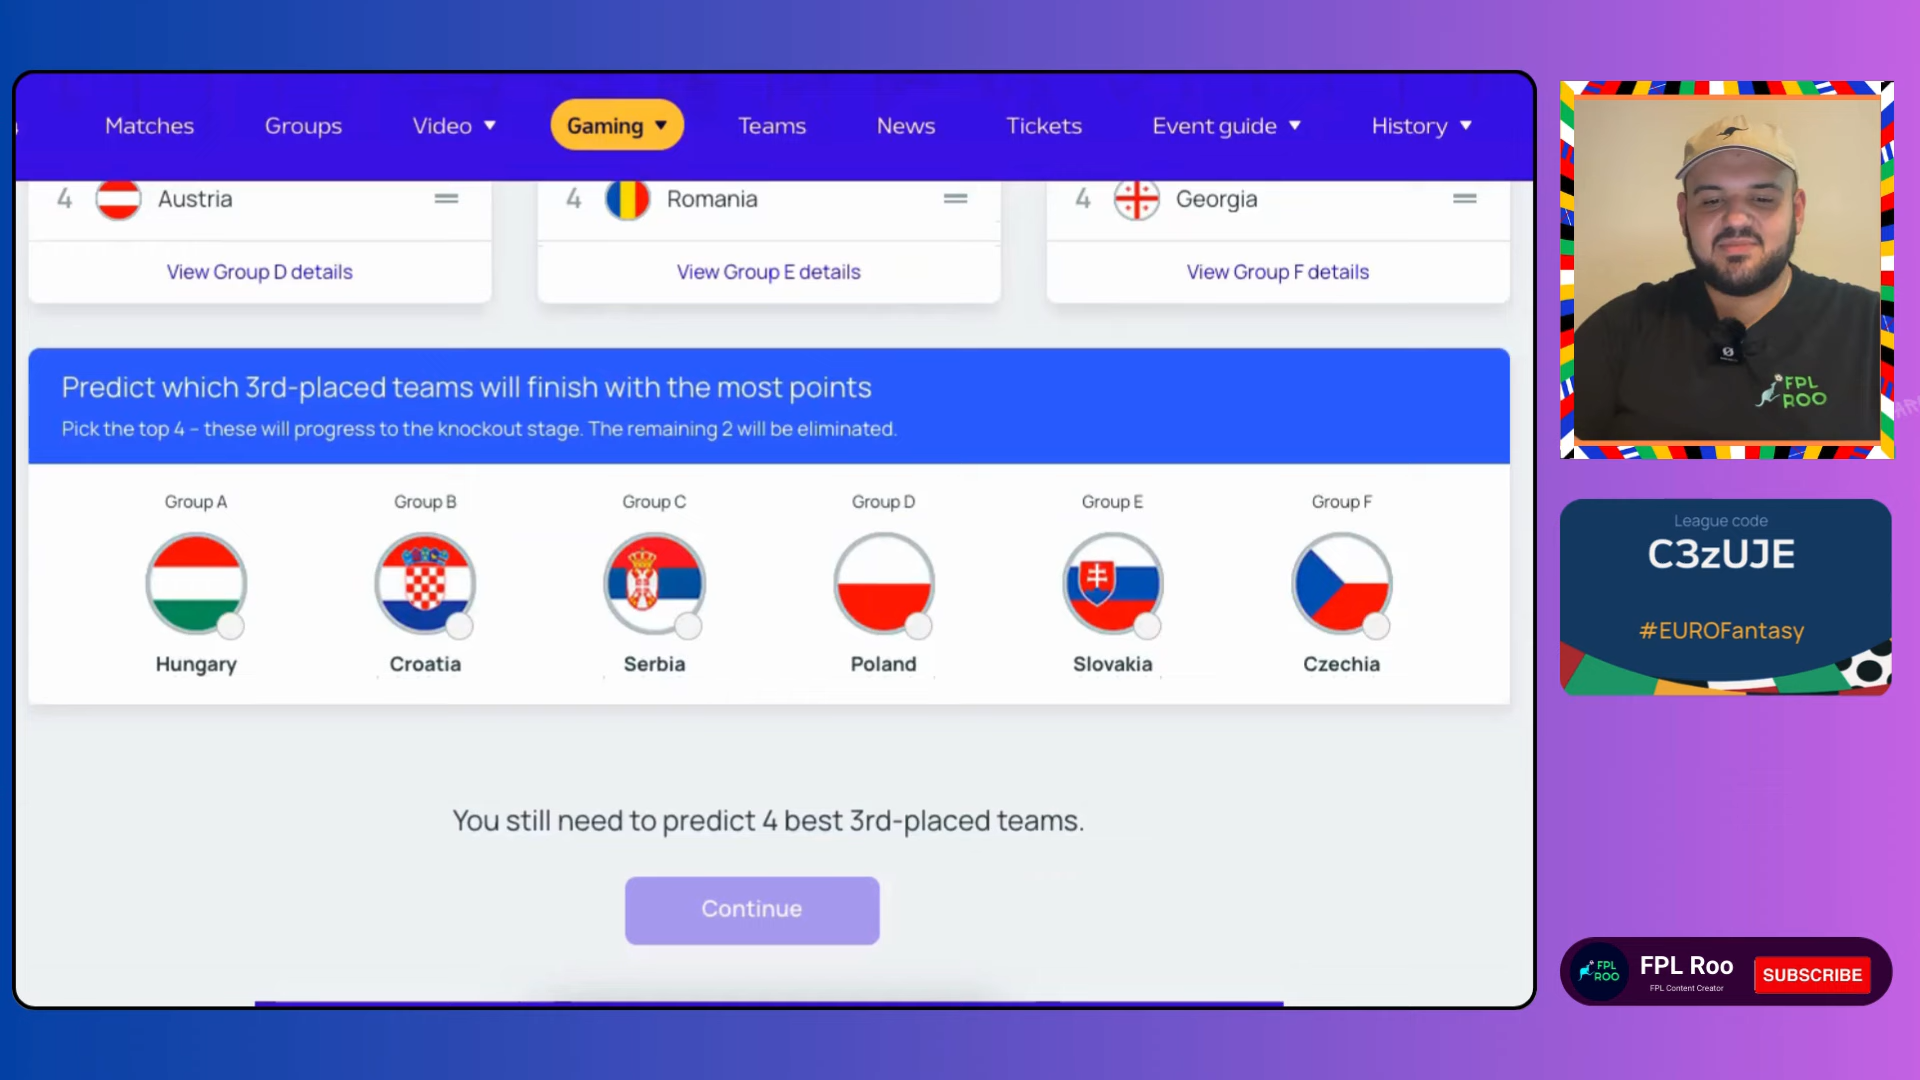 Matches Groups Video Gaming Teams News Tickets Event guide History
4 Austria
4 Romania
4 Georgia
View Group D details
View Group E details
View Group F details
Predict which 3rd-placed teams will finish with the most points
Pick the top 4 – these will progress to the knockout stage. The remaining 2 will be eliminated.
Group A Group B Group C Group D Group E Group F
Hungary Croatia Serbia Poland Slovakia Czechia
You still need to predict 4 best 3rd-placed teams.
Continue
FPL
ROO
League code
C3zUJE
#EUROFantasy
FPL
ROO
FPL Roo
FPL Content Creator
SUBSCRIBE